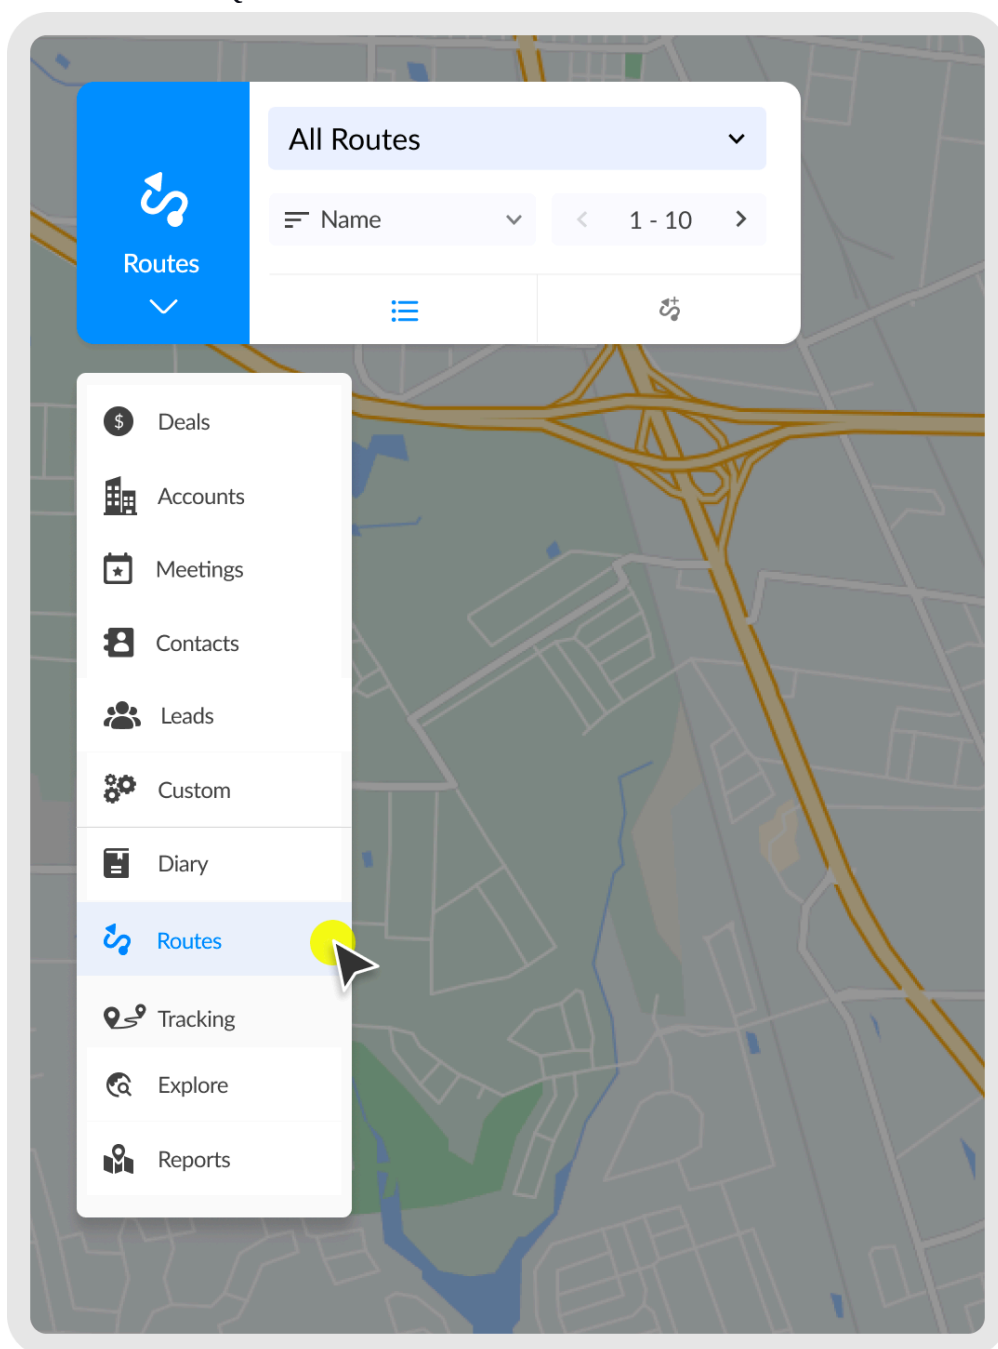 All Routes
Name
1 - 10
Routes
$
Deals
Accounts
Meetings
Contacts
Leads
Custom
Diary
Routes
Tracking
Explore
Reports